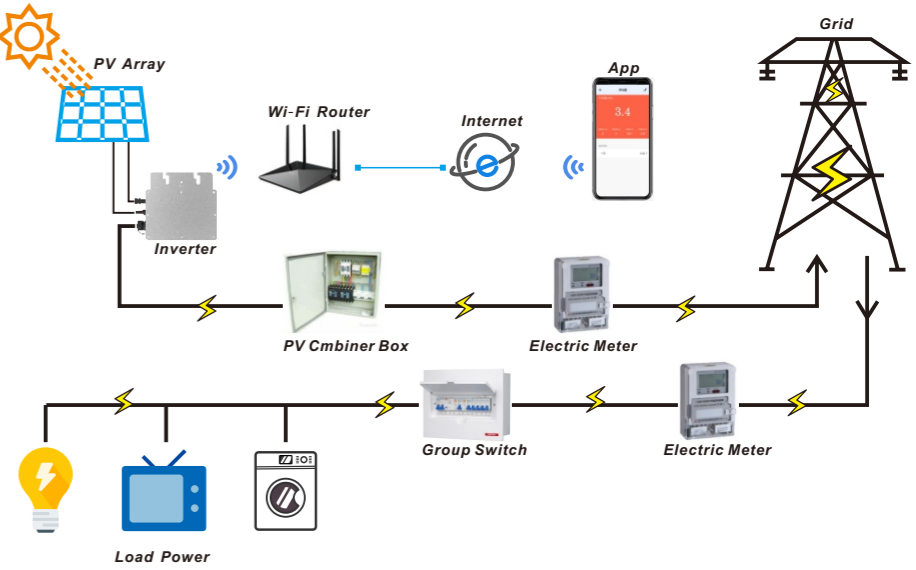 Grid
PV Array
App
Wi-Fi Router
Internet
3.4
Inverter
PV Cmbiner Box
Electric Meter
Group Switch
Electric Meter
Load Power